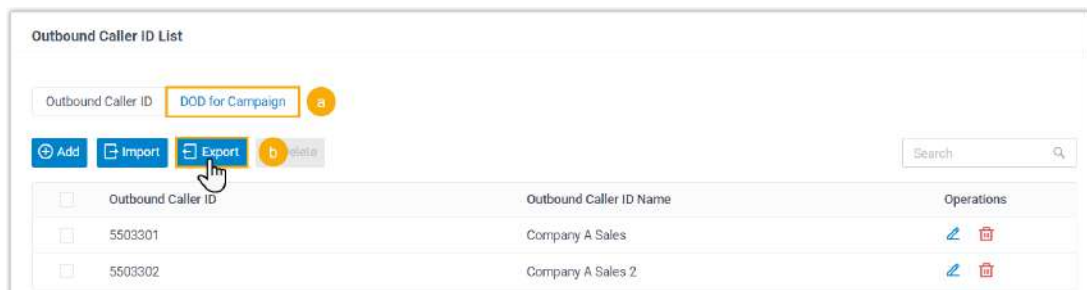 Outbound Caller ID List
Outbound Caller ID DOD for Campaign a
Add Import Export b Search
Outbound Caller ID Outbound Caller ID Name Operations
5503301 Company A Sales
5503302 Company A Sales 2